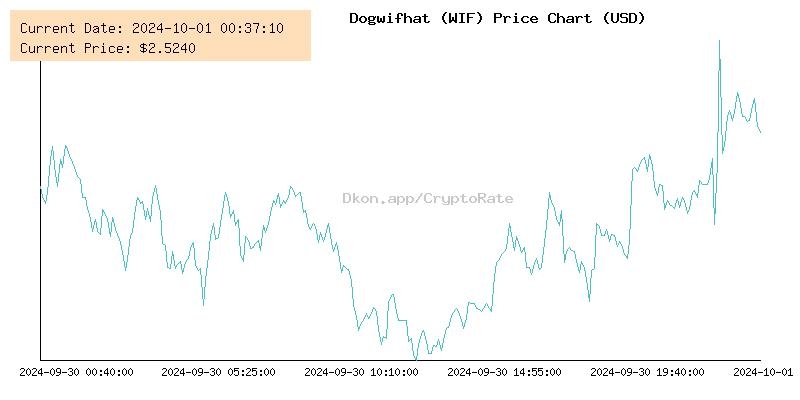 Dogwifhat (WIF) Price Chart (USD)
Current Date: 2024-10-01 00:37:10
Current Price: $2.5240
Dkon.app/CryptoRate
2024-09-30 00:40:00 2024-09-30 05:25:00 2024-09-30 10:10:00 2024-09-30 14:55:00 2024-09-30 19:40:00 2024-10-01